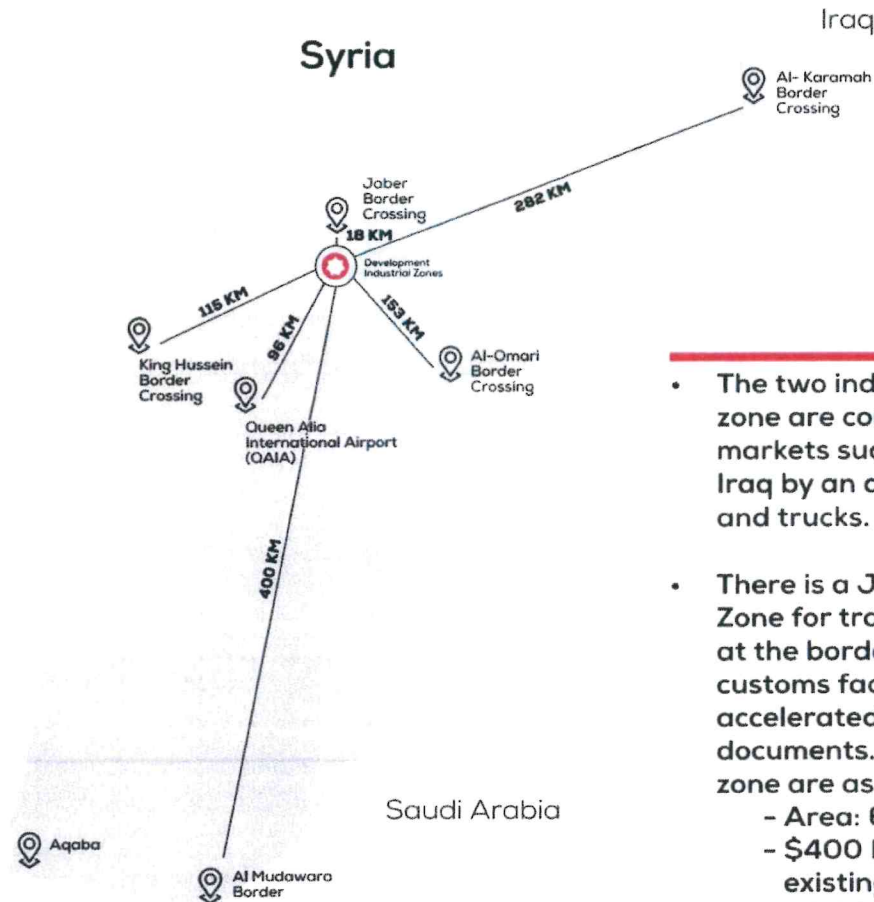 Iraq
Syria
Al- Karamah
Border
Crossing
Jaber
Border
Crossing
282 KM
18 KM
Development
Industrial Zones
115 KM
96 KM
153 KM
King Hussein
Border
Crossing
Al-Omari
Border
Crossing
Queen Alia
International Airport
(QAIA)
400 KM
Saudi Arabia
Aqaba
Al Mudawara
Border
• The two ind
zone are co
markets suc
Iraq by an
and trucks.
• There is a J
Zone for tra
at the borde
customs fac
accelerated
documents.
zone are as
- Area:
- $400
existing